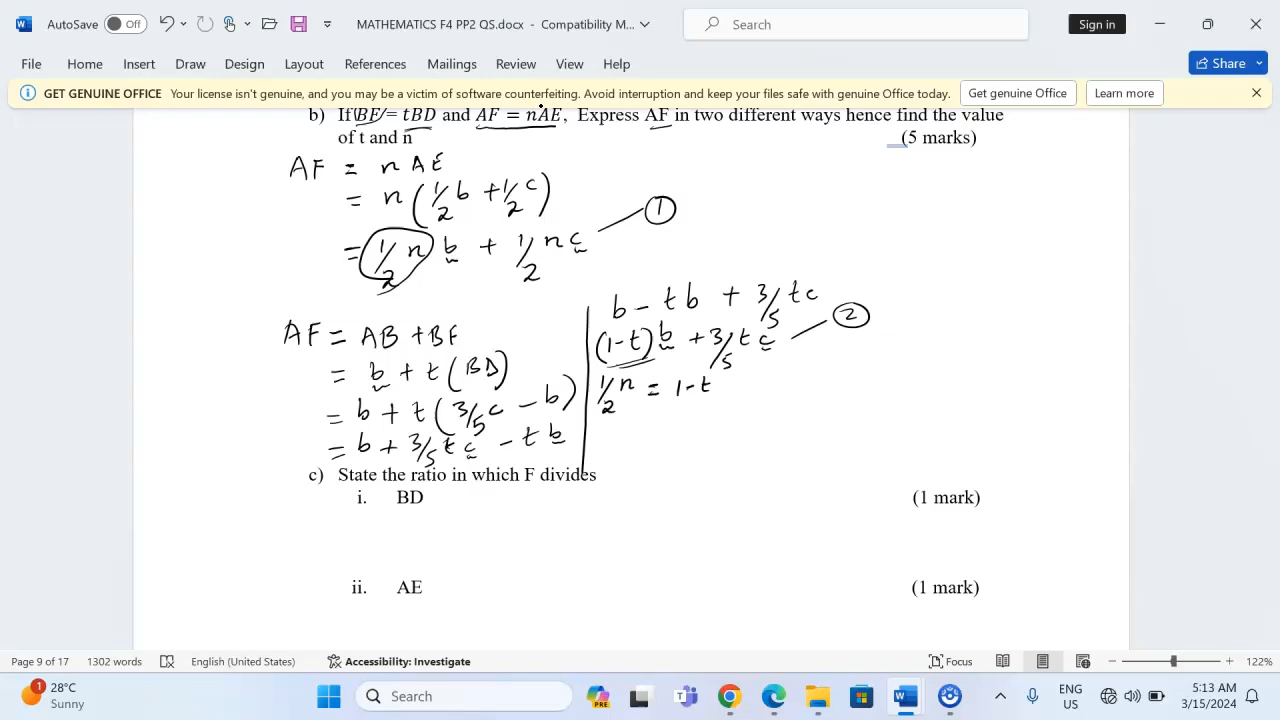 AutoSave Off MATHEMATICS F4 PP2 QS.docx - Compatibility M... Search Sign in
File Home Insert Draw Design Layout References Mailings Review View Help Share
GET GENUINE OFFICE Your license isn't genuine, and you may be a victim of software counterfeiting. Avoid interruption and keep your files safe with genuine Office today. Get genuine Office Learn more
b) If BF = tBD and AF = nAE, Express AF in two different ways hence find the value
of t and n (5 marks)
AF = n AE
= n (1/2 b + 1/2 c)
= 1/2 n b + 1/2 n c ①
AF = AB + BF
= b + t (BD)
= b + t (3/5 c - b)
= b + 3/5 t c - t b
b - t b + 3/5 t c
(1-t) b + 3/5 t c ②
1/2 n = 1-t
c) State the ratio in which F divides
i. BD (1 mark)
ii. AE (1 mark)
Page 9 of 17 1302 words English (United States) Accessibility: Investigate Focus 122%
1 28°C
Sunny
Search
PRE
ENG
US
5:13 AM
3/15/2024